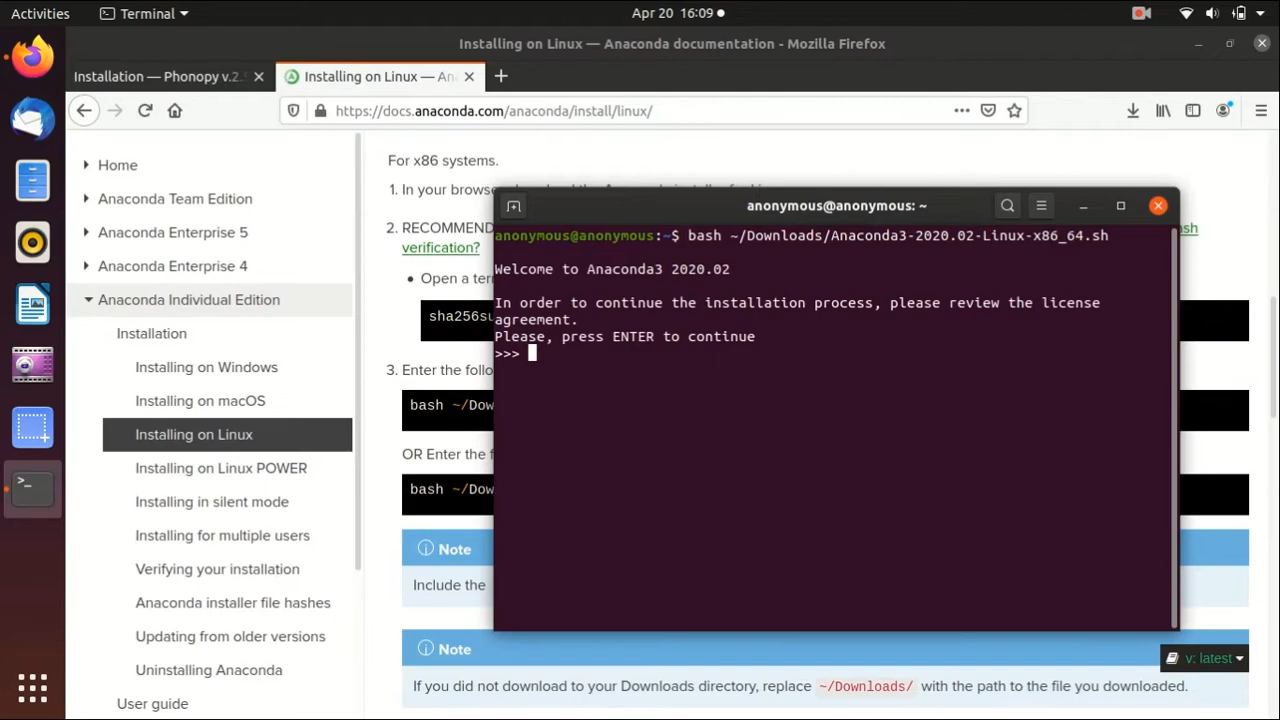 Activities
Terminal
Apr 20 16:09
Installing on Linux — Anaconda documentation - Mozilla Firefox
Installation — Phonopy v.2.
Installing on Linux — An
https://docs.anaconda.com/anaconda/install/linux/
Home
Anaconda Team Edition
Anaconda Enterprise 5
Anaconda Enterprise 4
Anaconda Individual Edition
Installation
Installing on Windows
Installing on macOS
Installing on Linux
Installing on Linux POWER
Installing in silent mode
Installing for multiple users
Verifying your installation
Anaconda installer file hashes
Updating from older versions
Uninstalling Anaconda
User guide
For x86 systems.
1. In your brows
2. RECOMMEND
verification?
Open a ter
sha256su
3. Enter the follo
bash ~/Dow
OR Enter the f
bash ~/Dow
Note
Include the
Note
If you did not download to your Downloads directory, replace ~/Downloads/ with the path to the file you downloaded.
v: latest
anonymous@anonymous: ~
anonymous@anonymous:~$ bash ~/Downloads/Anaconda3-2020.02-Linux-x86_64.sh
Welcome to Anaconda3 2020.02
In order to continue the installation process, please review the license
agreement.
Please, press ENTER to continue
>>>